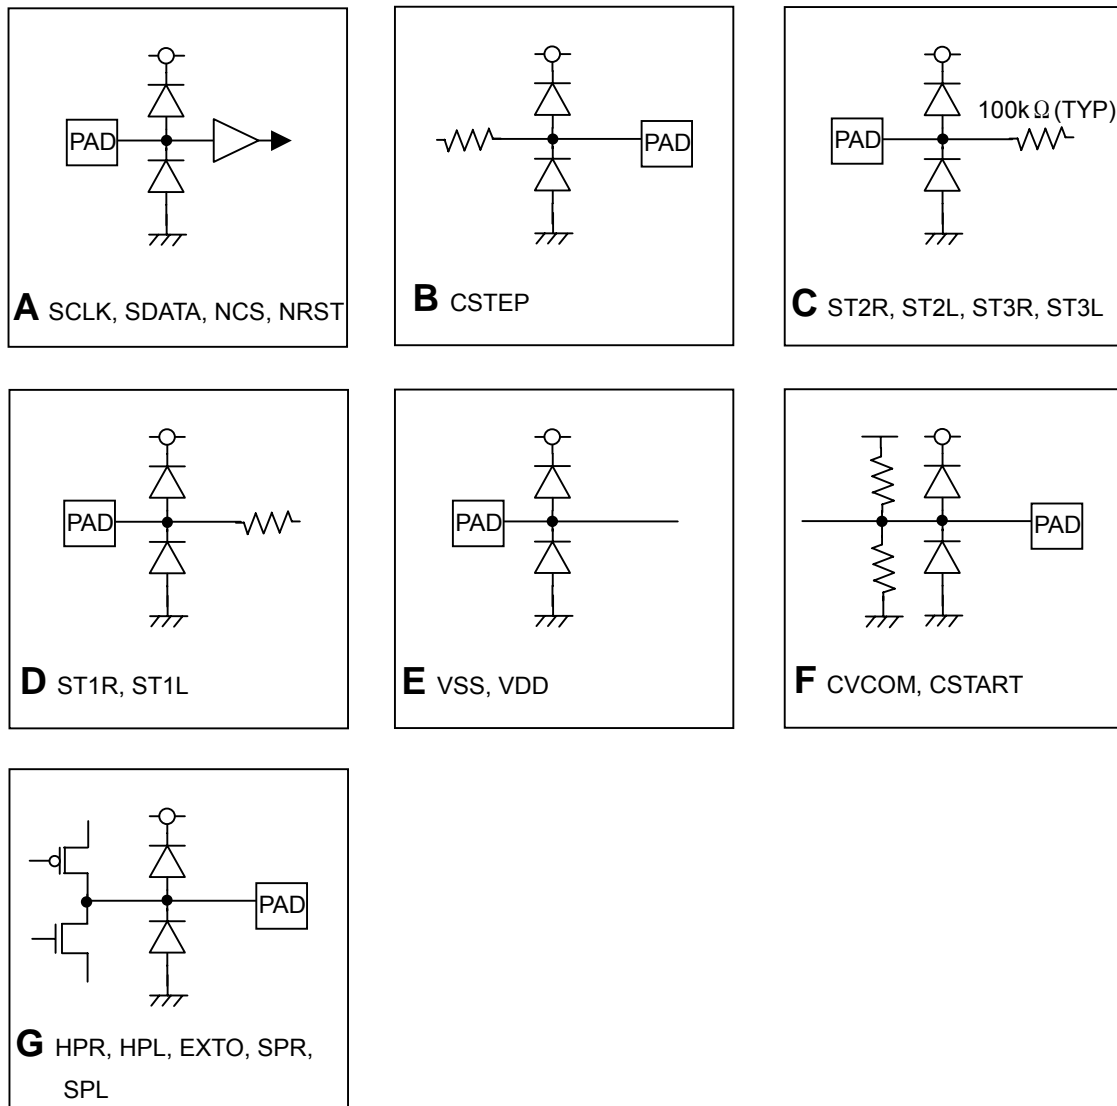 PAD
A SCLK, SDATA, NCS, NRST
PAD
B CSTEP
100kΩ(TYP)
PAD
C ST2R, ST2L, ST3R, ST3L
PAD
D ST1R, ST1L
PAD
E VSS, VDD
PAD
F CVCOM, CSTART
PAD
G HPR, HPL, EXTO, SPR,
SPL